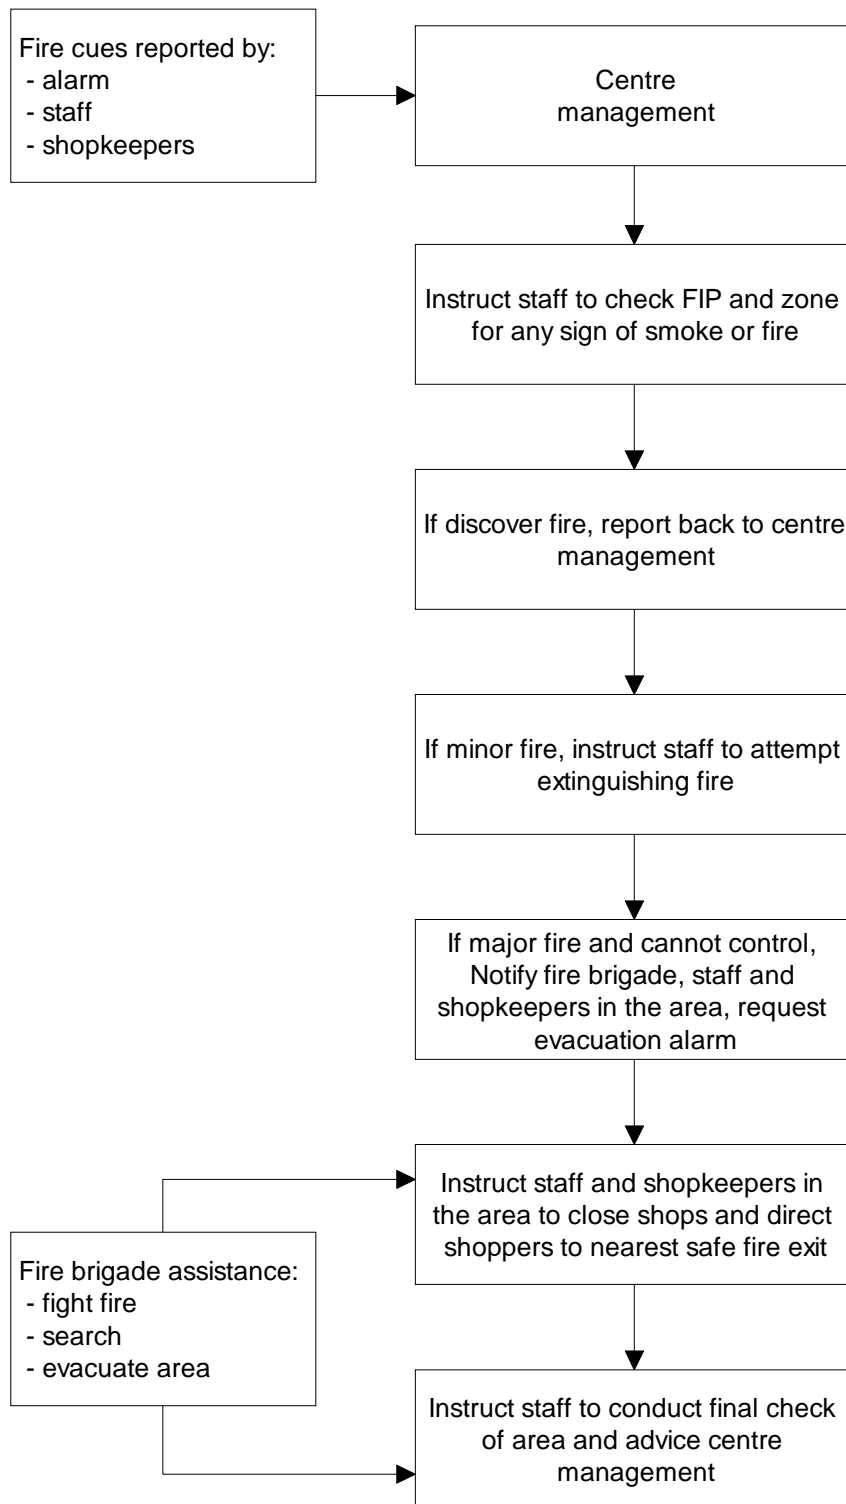 Fire cues reported by:
- alarm
- staff
- shopkeepers
Centre
management
Instruct staff to check FIP and zone
for any sign of smoke or fire
If discover fire, report back to centre
management
If minor fire, instruct staff to attempt
extinguishing fire
If major fire and cannot control,
Notify fire brigade, staff and
shopkeepers in the area, request
evacuation alarm
Instruct staff and shopkeepers in
the area to close shops and direct
shoppers to nearest safe fire exit
Fire brigade assistance:
- fight fire
- search
- evacuate area
Instruct staff to conduct final check
of area and advice centre
management